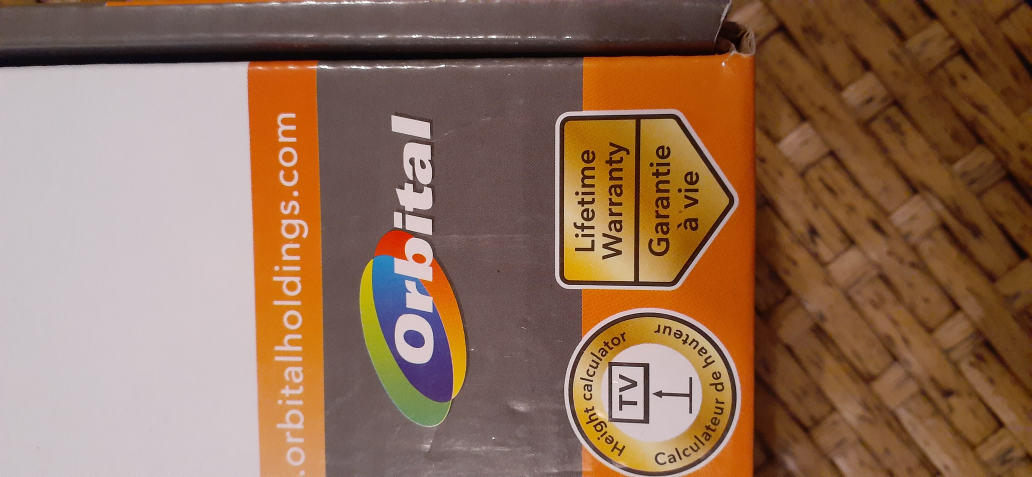 .orbitalholdings.com
Orbital
Lifetime
Warranty
Garantie
à vie
Height calculator
TV
Calculateur de hauteur